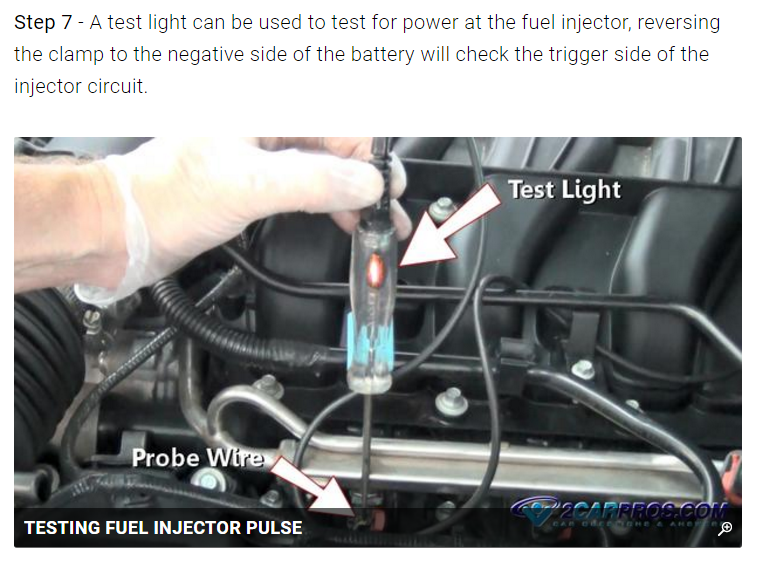 Step 7 - A test light can be used to test for power at the fuel injector, reversing
the clamp to the negative side of the battery will check the trigger side of the
injector circuit.
Test Light
Probe Wire
2CARPROS.COM
TESTING FUEL INJECTOR PULSE